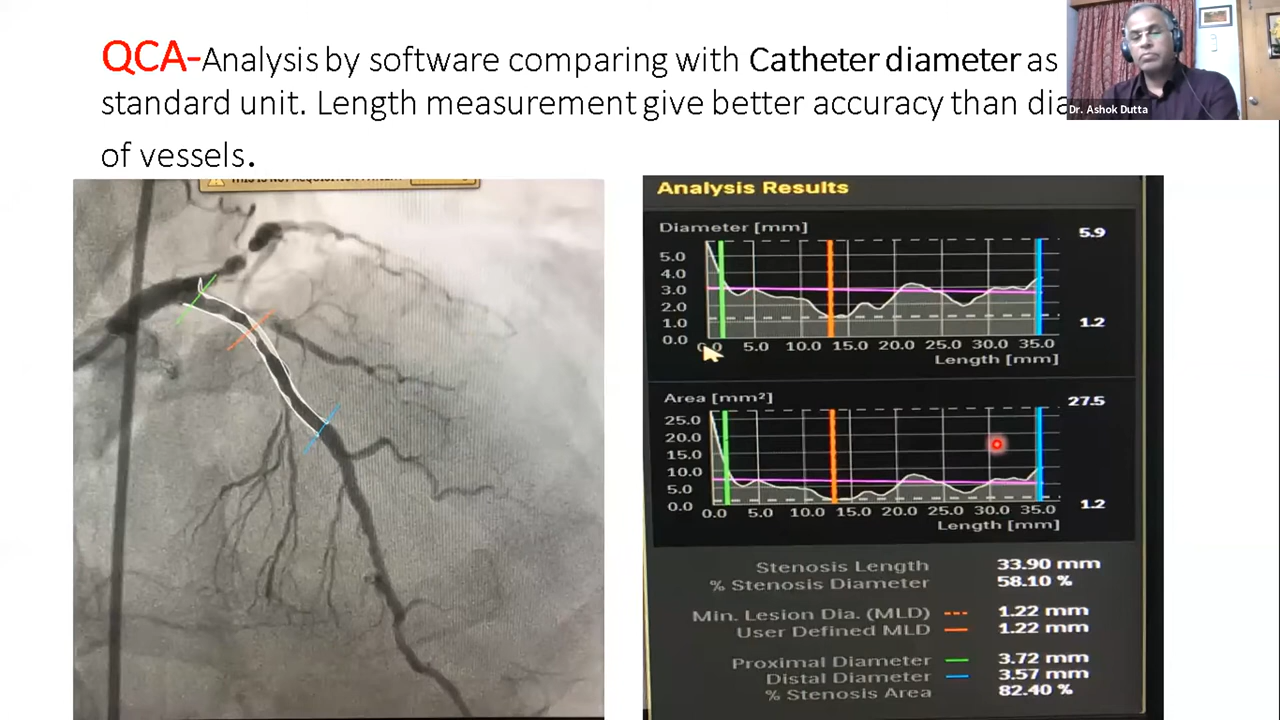 QCA-Analysis by software comparing with Catheter diameter as
standard unit. Length measurement give better accuracy than
of vessels.
Dr. Ashok Dutta
Analysis Results
Diameter [mm]
5.9
5.0
4.0
3.0
2.0
1.0
0.0
1.2
0.0 5.0 10.0 15.0 20.0 25.0 30.0 35.0
Length [mm]
Area [mm²]
27.5
25.0
20.0
15.0
10.0
5.0
0.0
1.2
0.0 5.0 10.0 15.0 20.0 25.0 30.0 35.0
Length [mm]
Stenosis Length 33.90 mm
% Stenosis Diameter 58.10 %
Min. Lesion Dia. (MLD) 1.22 mm
User Defined MLD 1.22 mm
Proximal Diameter 3.72 mm
Distal Diameter 3.57 mm
% Stenosis Area 82.40 %